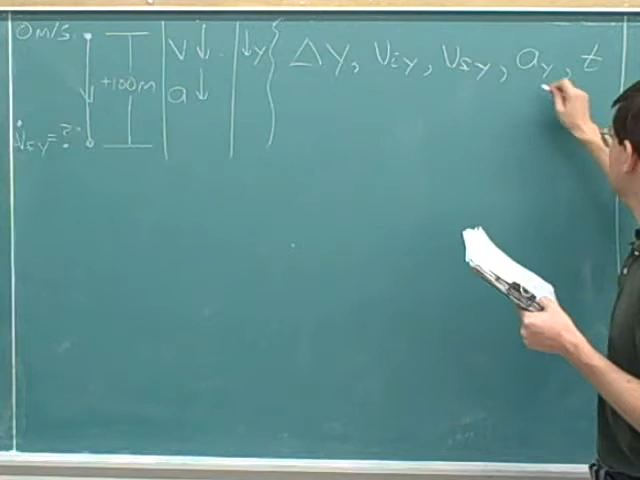 0 m/s.
+100m
V
a
y
Δy, Viy, Vfy, ay, t
Vfy = ?